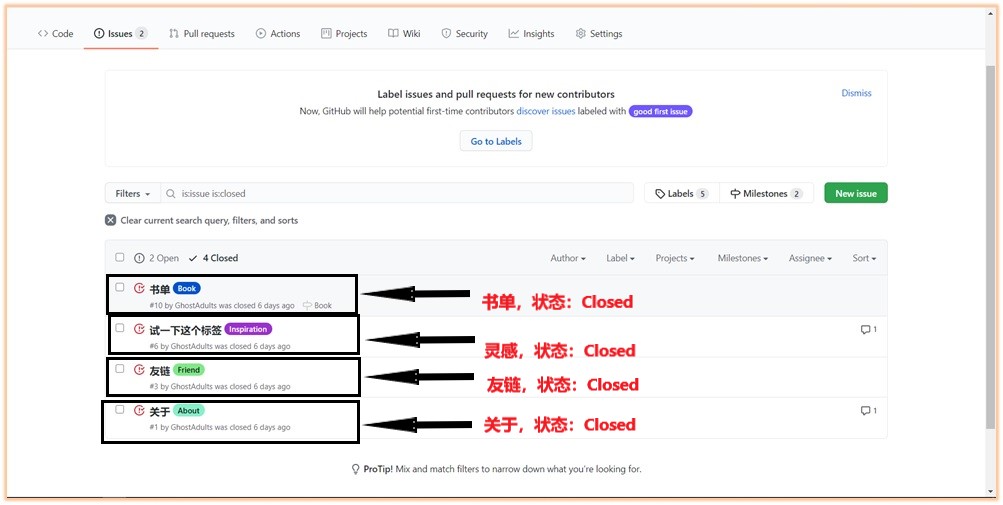 Code Issues 2 Pull requests Actions Projects Wiki Security Insights Settings
Label issues and pull requests for new contributors
Dismiss
Now, GitHub will help potential first-time contributors discover issues labeled with good first issue
Go to Labels
Filters is:issue is:closed Labels 5 Milestones 2 New issue
Clear current search query, filters, and sorts
2 Open 4 Closed Author Label Projects Milestones Assignee Sort
书单 Book
#10 by GhostAdults was closed 6 days ago Book
书单，状态：Closed
试一下这个标签 Inspiration 1
#6 by GhostAdults was closed 6 days ago
灵感，状态：Closed
友链 Friend
#3 by GhostAdults was closed 6 days ago
友链，状态：Closed
关于 About 1
#1 by GhostAdults was closed 6 days ago
关于，状态：Closed
ProTip! Mix and match filters to narrow down what you're looking for.